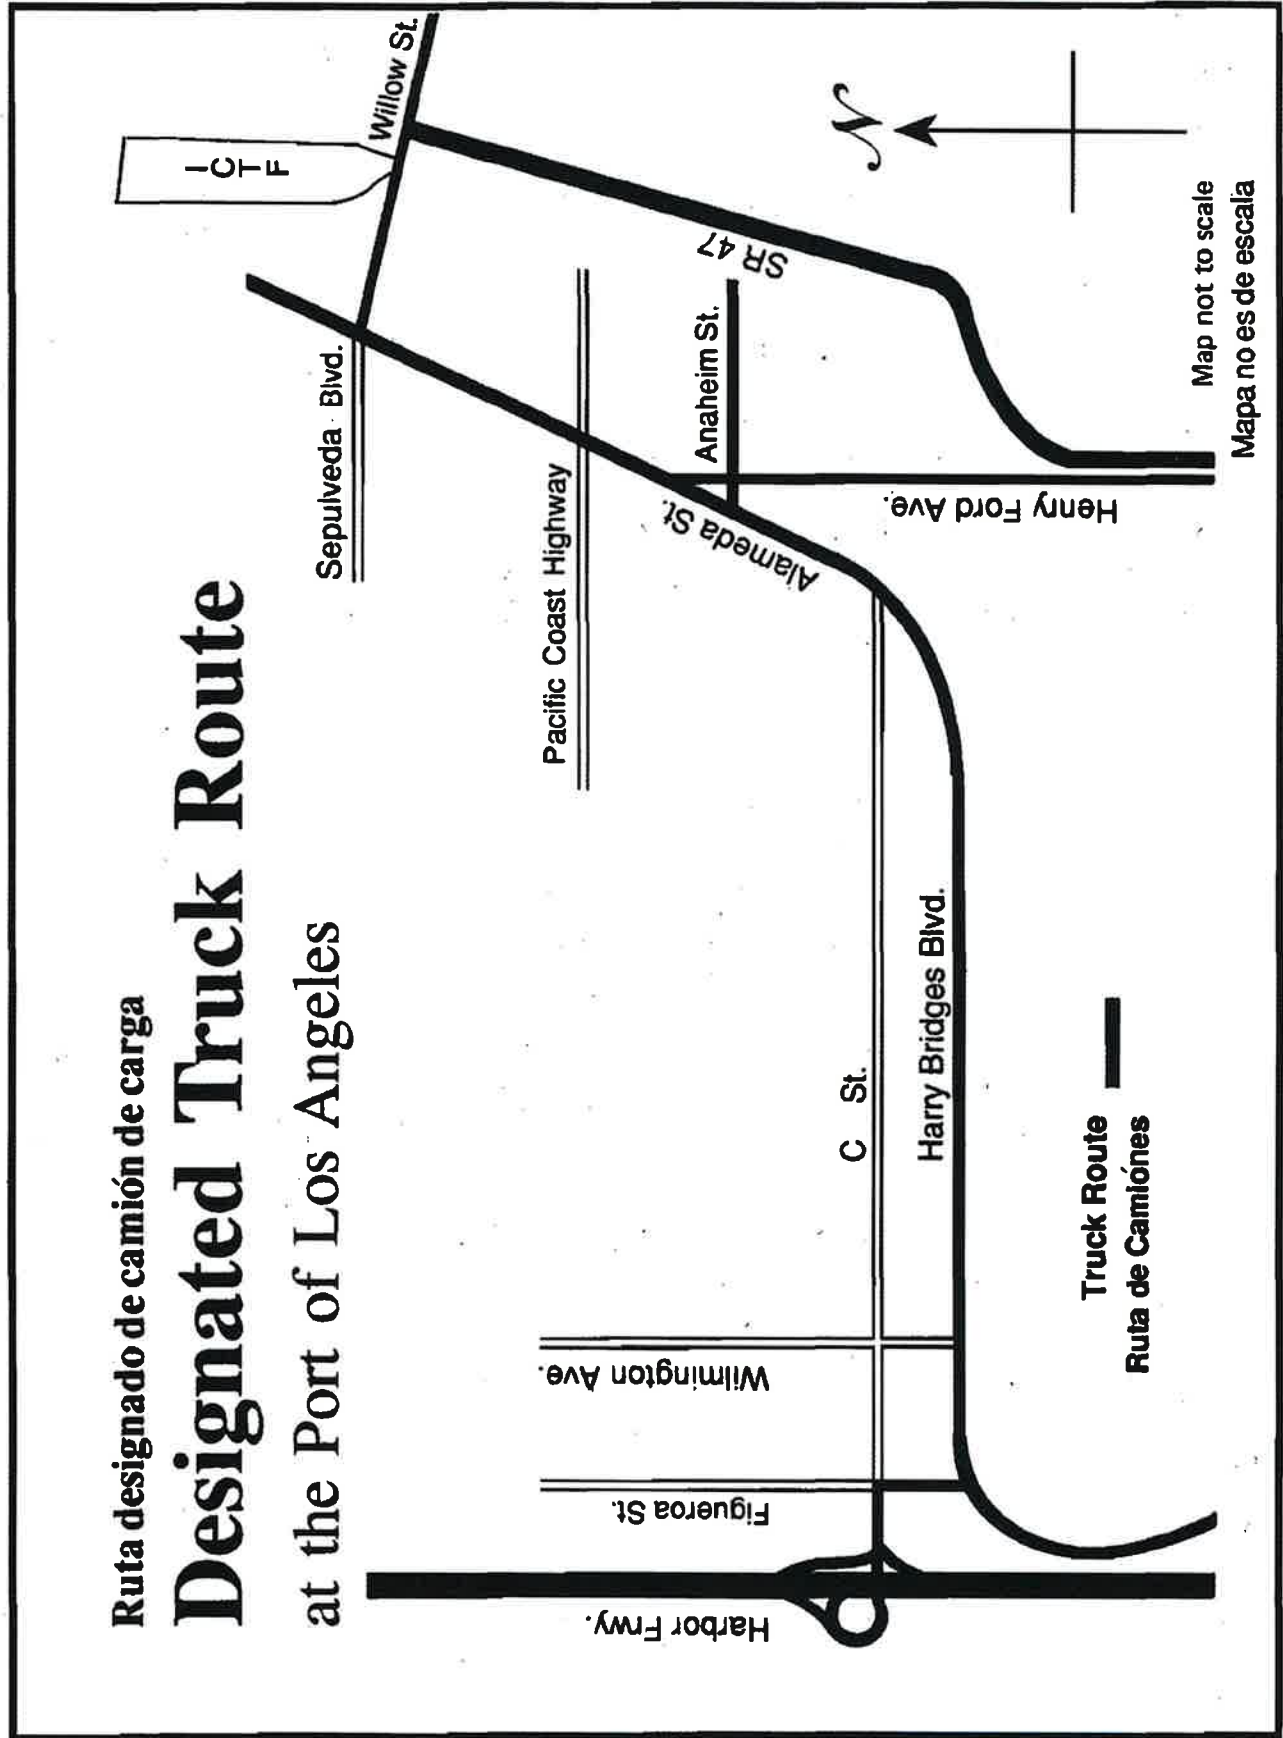 Ruta designado de camión de carga
Designated Truck Route
at the Port of Los Angeles
ICTF
Willow St.
Sepulveda Blvd.
Pacific Coast Highway
SR 47
Anaheim St.
Alameda St.
Henry Ford Ave.
N
Harbor Frwy.
Figueroa St.
Wilmington Ave.
C St.
Harry Bridges Blvd.
Truck Route
Ruta de Camiónes
Map not to scale
Mapa no es de escala